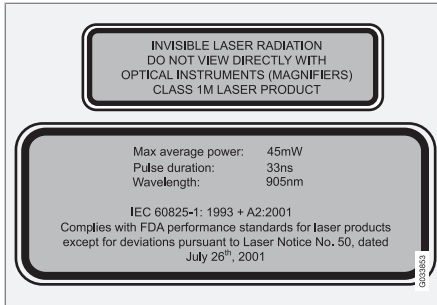 INVISIBLE LASER RADIATION
DO NOT VIEW DIRECTLY WITH
OPTICAL INSTRUMENTS (MAGNIFIERS)
CLASS 1M LASER PRODUCT
Max average power: 45mW
Pulse duration: 33ns
Wavelength: 905nm
IEC 60825-1: 1993 + A2:2001
Complies with FDA performance standards for laser products
except for deviations pursuant to Laser Notice No. 50, dated
July 26th, 2001
G033853